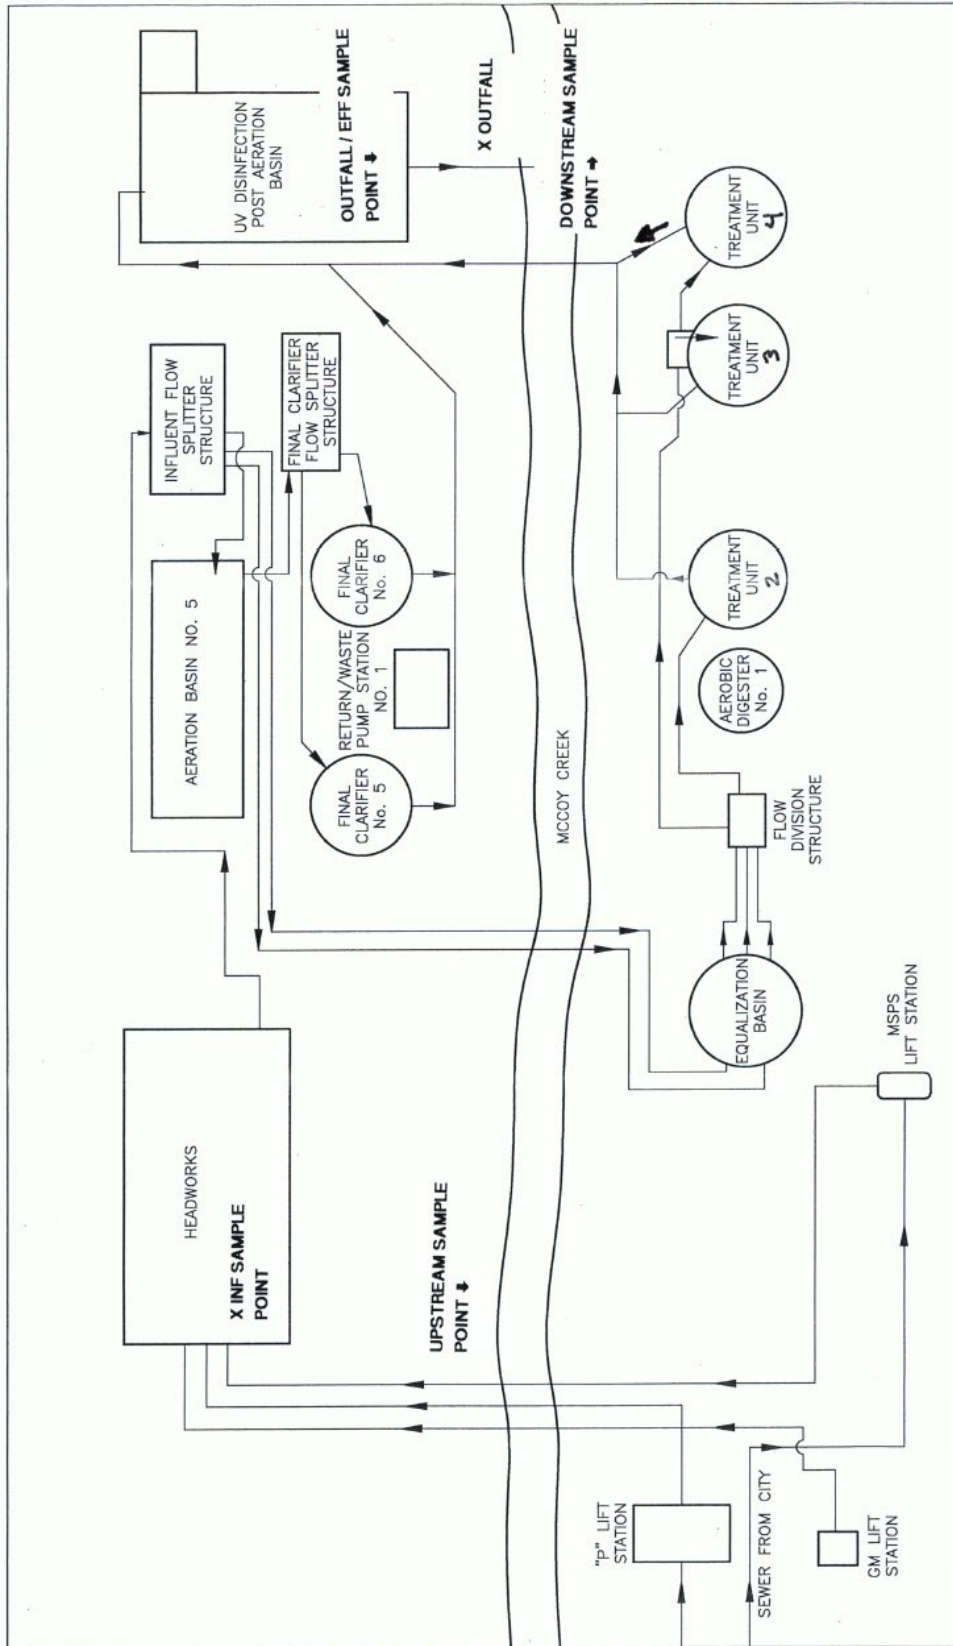 HEADWORKS
X INF SAMPLE
POINT
INFLUENT FLOW
SPLITTER
STRUCTURE
AERATION BASIN NO. 5
FINAL CLARIFIER
FLOW SPLITTER
STRUCTURE
FINAL
CLARIFIER
No. 5
RETURN/WASTE
PUMP STATION
NO. 1
FINAL
CLARIFIER
No. 6
UV DISINFECTION
POST AERATION
BASIN
OUTFALL / EFF SAMPLE
POINT ⬇
X OUTFALL
UPSTREAM SAMPLE
POINT ⬇
MCCOY CREEK
DOWNSTREAM SAMPLE
POINT ➡
"P" LIFT
STATION
SEWER FROM CITY
GM LIFT
STATION
MSPS
LIFT STATION
EQUALIZATION
BASIN
FLOW
DIVISION
STRUCTURE
AEROBIC
DIGESTER
No. 1
TREATMENT
UNIT
2
TREATMENT
UNIT
3
TREATMENT
UNIT
4